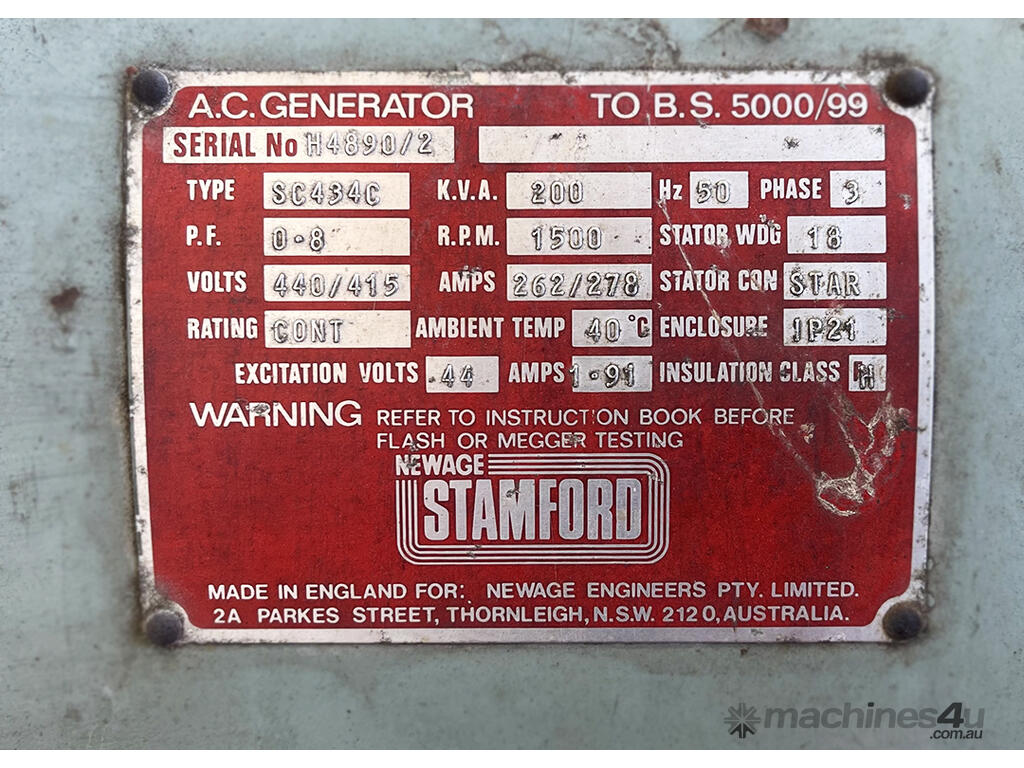 A.C. GENERATOR TO B.S. 5000/99
SERIAL No H4890/2
TYPE SC434C K.V.A. 200 Hz 50 PHASE 3
P.F. 0-8 R.P.M. 1500 STATOR WDG 18
VOLTS 440/415 AMPS 262/278 STATOR CON STAR
RATING CONT AMBIENT TEMP 40°C ENCLOSURE IP21
EXCITATION VOLTS 44 AMPS 1-91 INSULATION CLASS H
WARNING REFER TO INSTRUCTION BOOK BEFORE
FLASH OR MEGGER TESTING
NEWAGE
STAMFORD
MADE IN ENGLAND FOR: NEWAGE ENGINEERS PTY. LIMITED.
2A PARKES STREET, THORNLEIGH, N.S.W. 2120, AUSTRALIA.
machines4u
.com.au